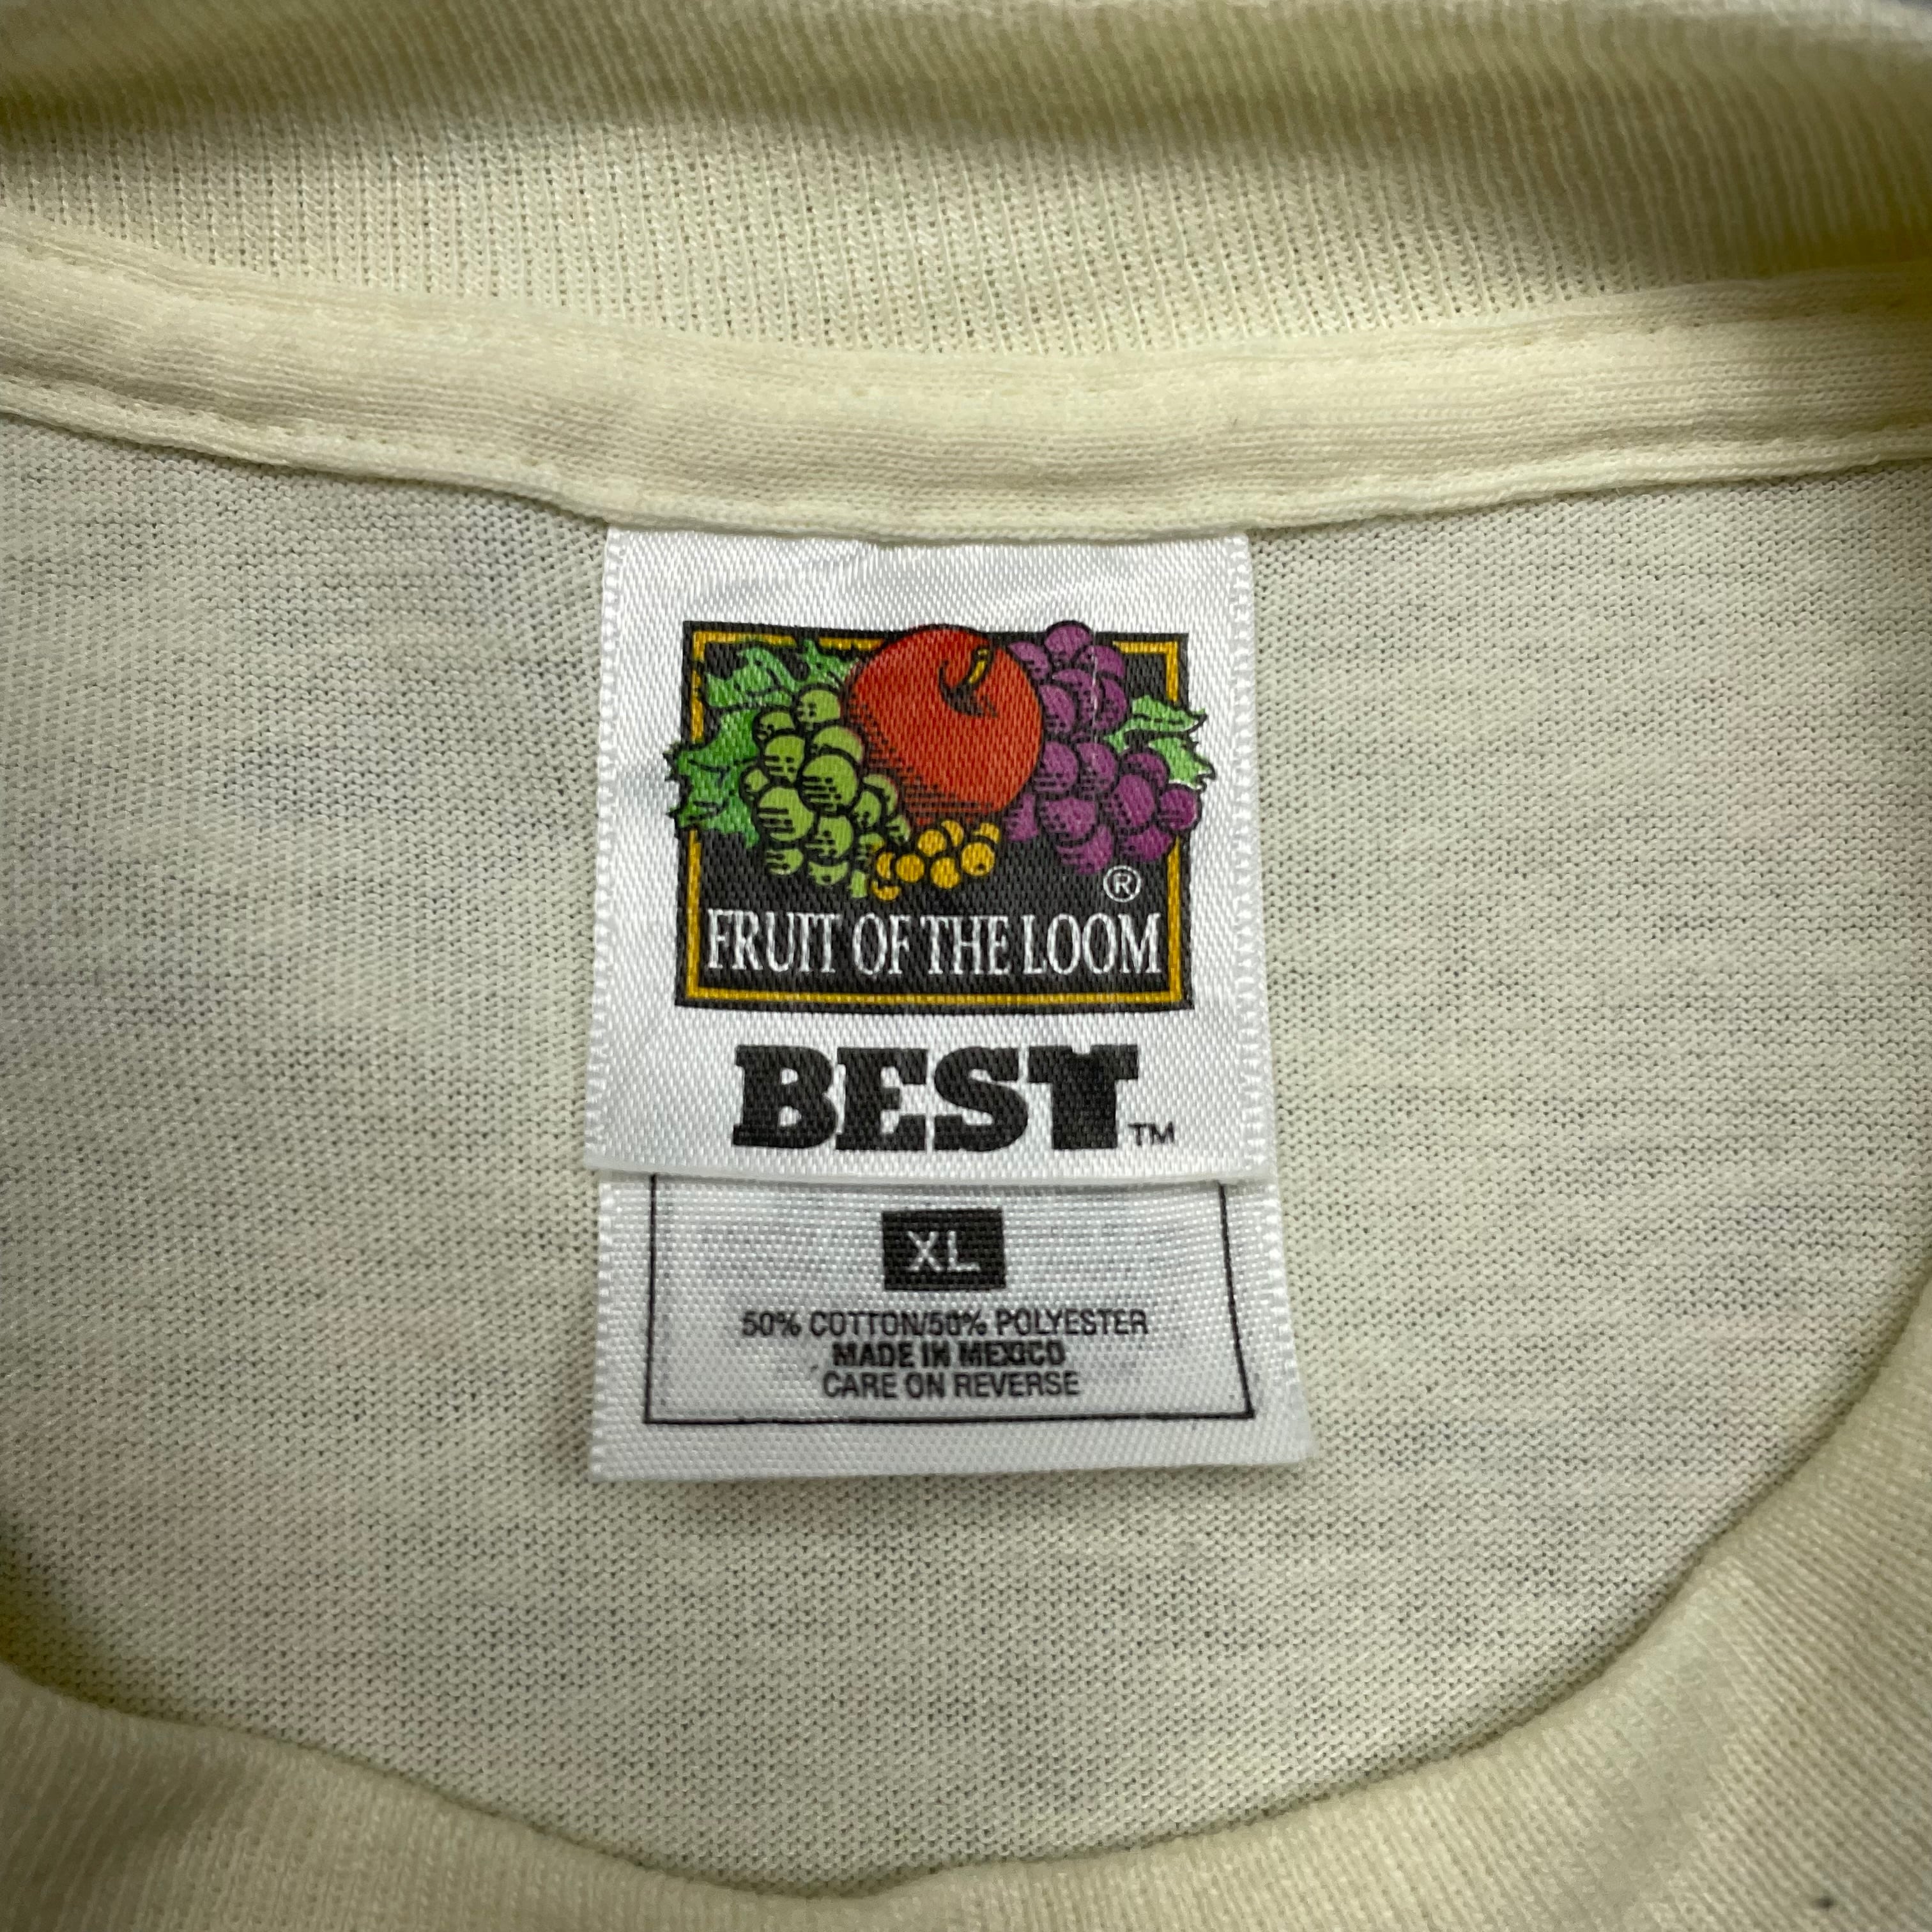 ®
FRUIT OF THE LOOM
BEST™
XL
50% COTTON/50% POLYESTER
MADE IN MEXICO
CARE ON REVERSE